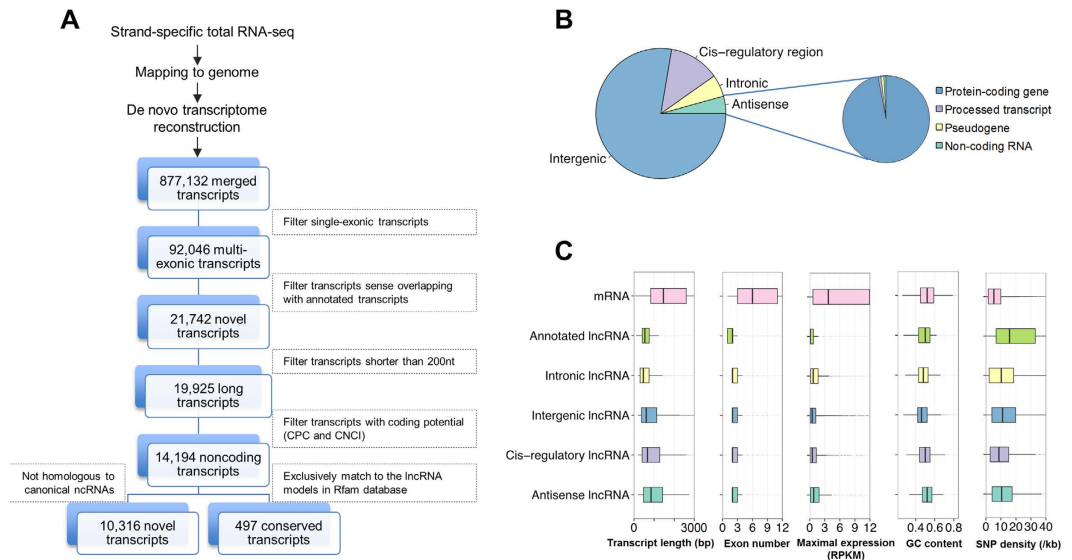 A
Strand-specific total RNA-seq
Mapping to genome
De novo transcriptome
reconstruction
877,132 merged
transcripts
Filter single-exonic transcripts
92,046 multi-
exonic transcripts
Filter transcripts sense overlapping
with annotated transcripts
21,742 novel
transcripts
Filter transcripts shorter than 200nt
19,925 long
transcripts
Filter transcripts with coding potential
(CPC and CNCI)
14,194 noncoding
transcripts
Not homologous to
canonical ncRNAs
Exclusively match to the lncRNA
models in Rfam database
10,316 novel
transcripts
497 conserved
transcripts
B
Cis–regulatory region
Intronic
Antisense
Intergenic
Protein-coding gene
Processed transcript
Pseudogene
Non-coding RNA
C
mRNA
Annotated lncRNA
Intronic lncRNA
Intergenic lncRNA
Cis–regulatory lncRNA
Antisense lncRNA
0 3000
Transcript length (bp)
0 3 6 9 12
Exon number
0 3 6 9 12
Maximal expression
(RPKM)
0.4 0.6 0.8
GC content
0 10 20 30 40
SNP density (/kb)